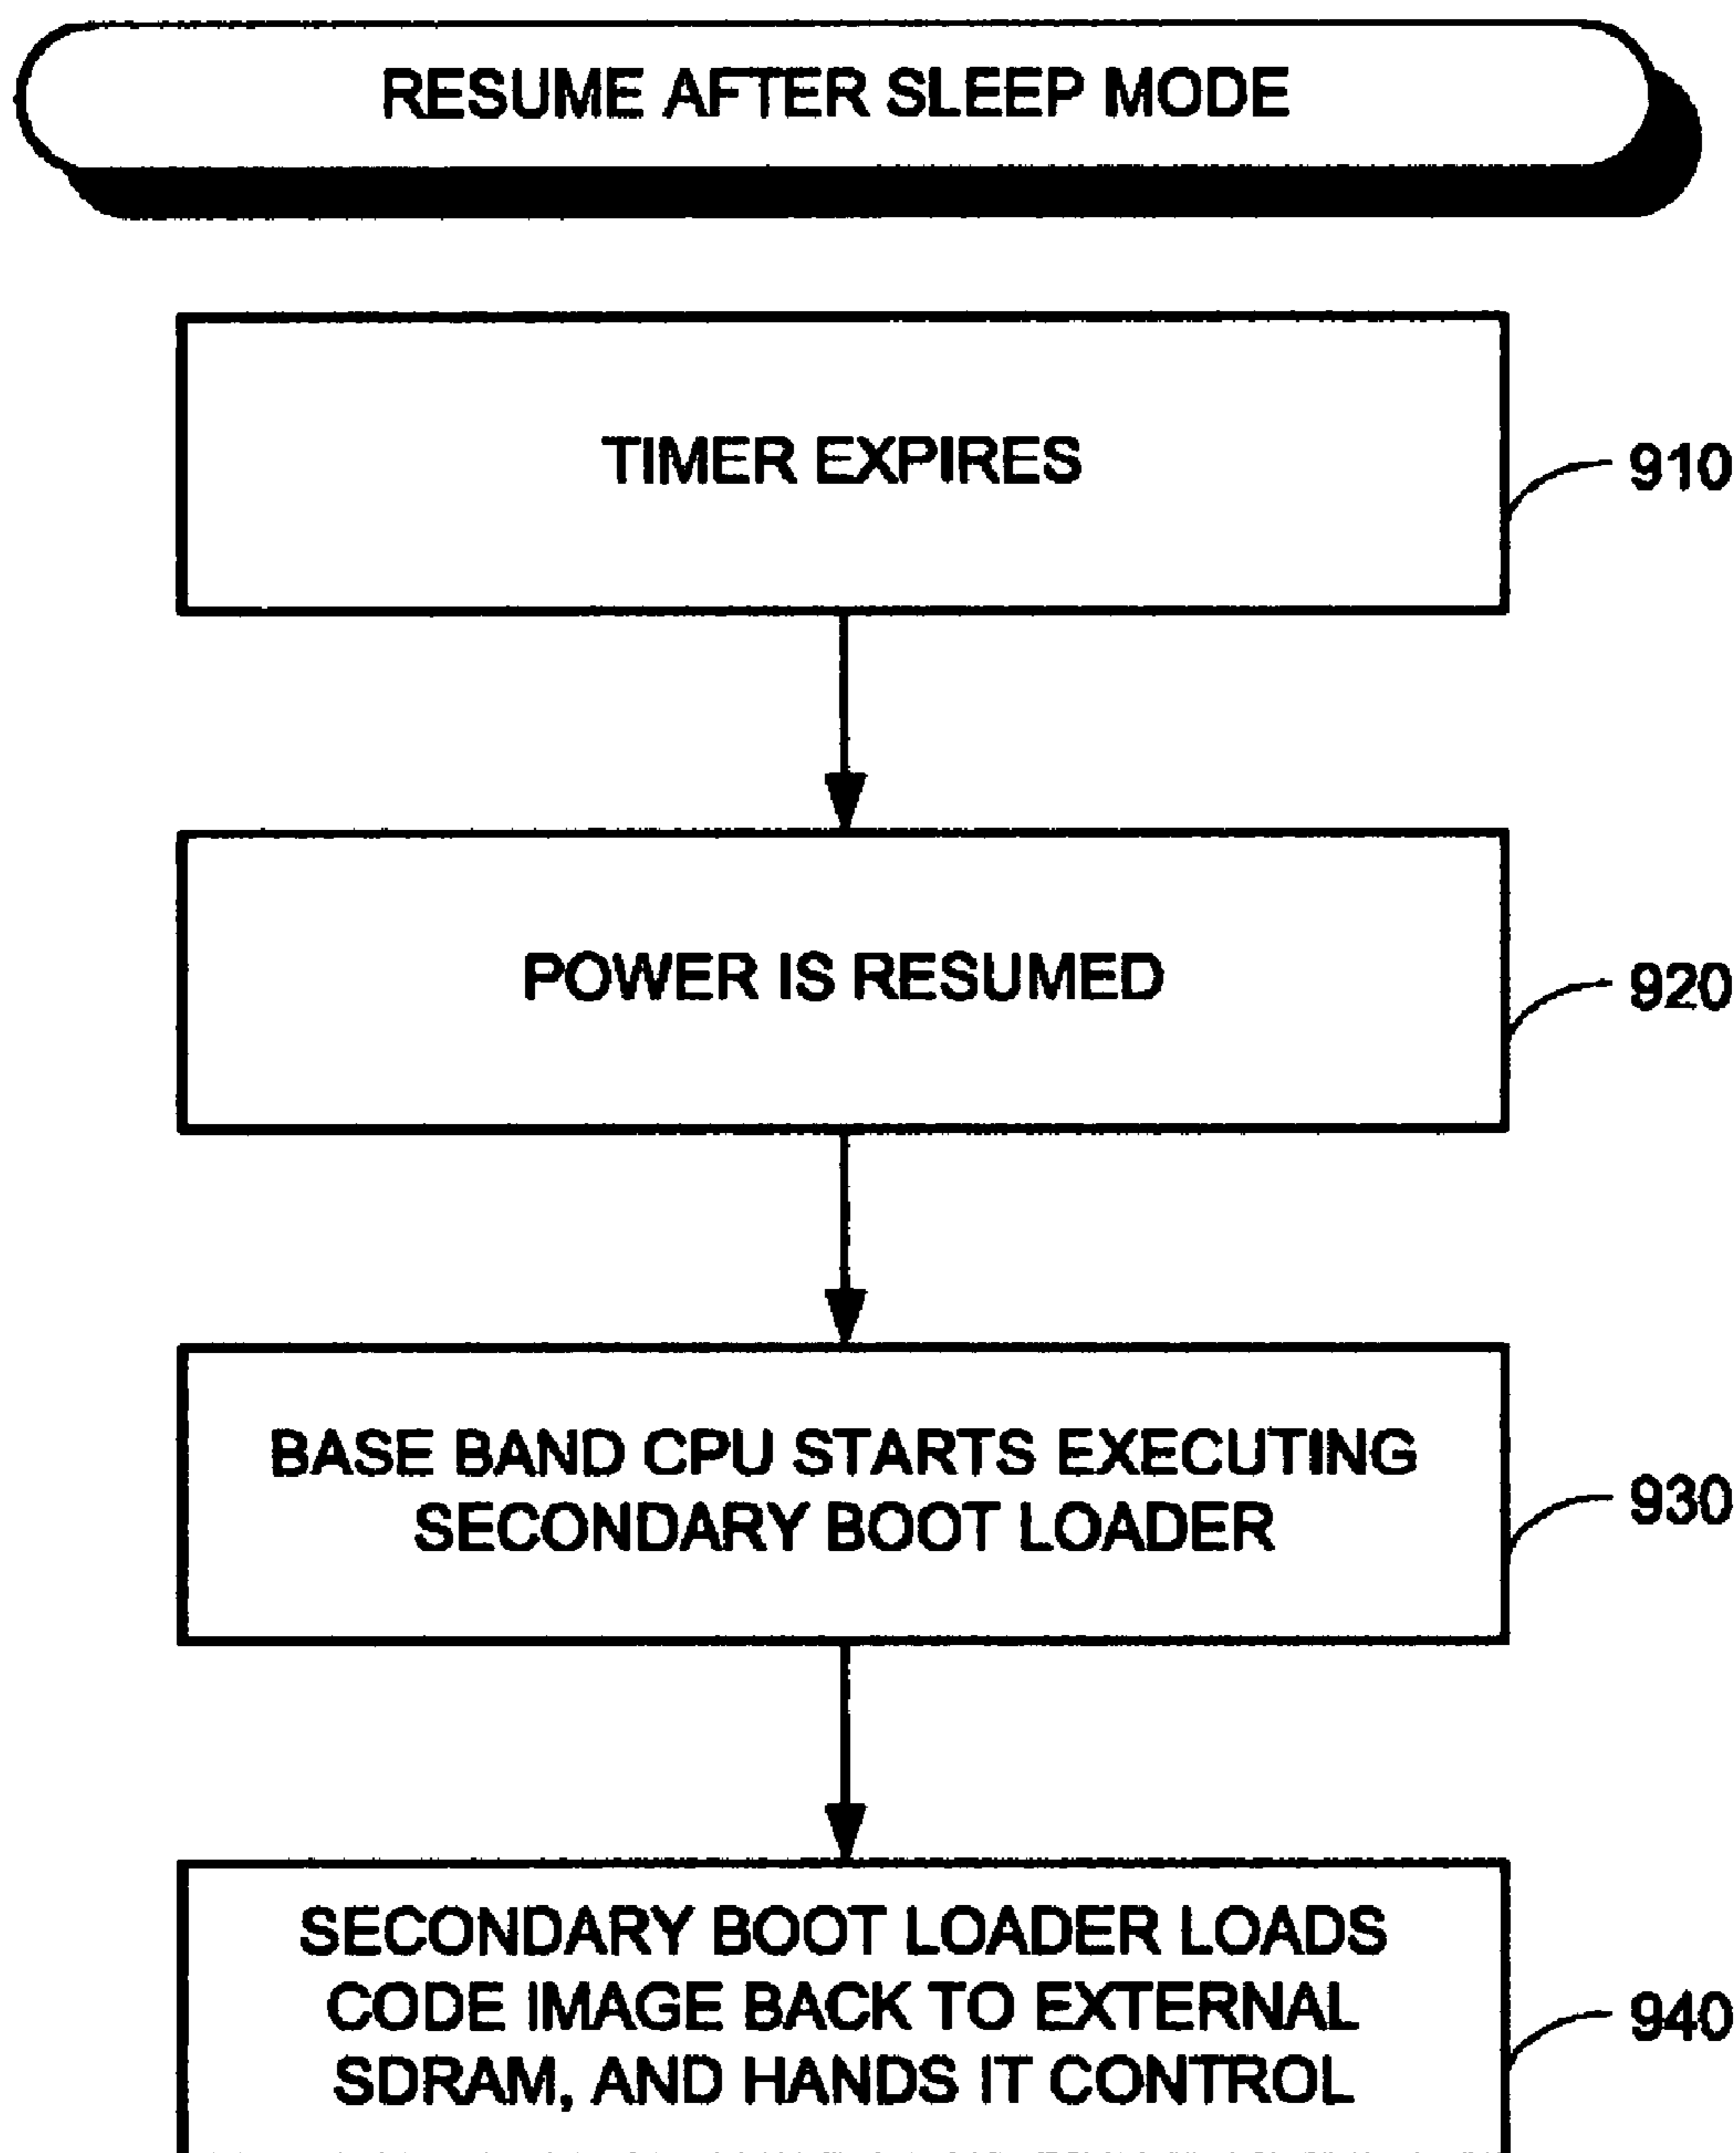 RESUME AFTER SLEEP MODE
TIMER EXPIRES
910
POWER IS RESUMED
920
BASE BAND CPU STARTS EXECUTING
SECONDARY BOOT LOADER
930
SECONDARY BOOT LOADER LOADS
CODE IMAGE BACK TO EXTERNAL
SDRAM, AND HANDS IT CONTROL
940